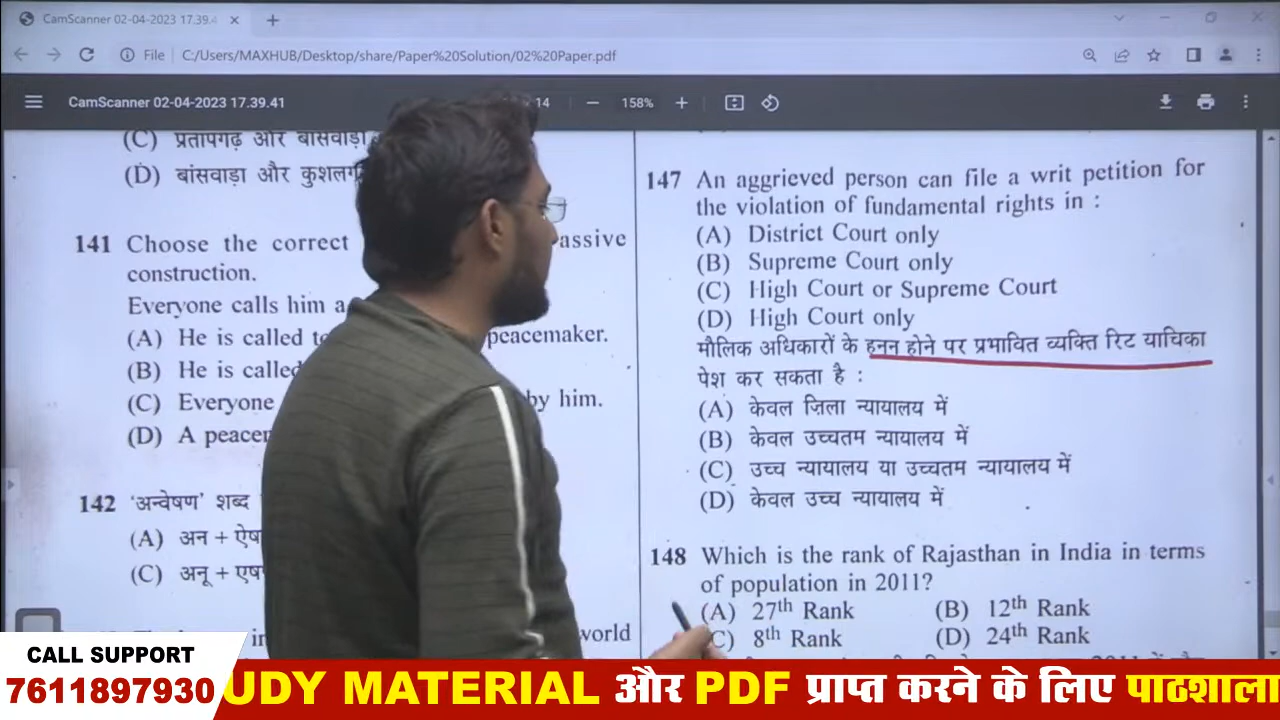 CamScanner 02-04-2023 17.39.4
File C:/Users/MAXHUB/Desktop/share/Paper%20Solution/02%20Paper.pdf
CamScanner 02-04-2023 17.39.41
14 — 158% +
(C) प्रतापगढ़ और बांसवाड़ा
(D) बांसवाड़ा और
141 Choose the correct
construction.
Everyone calls him a
(A) He is called peacemaker.
(B) He is called
(C) Everyone by him.
(D) A
142 'अन्वेषण' शब्द
(A) अन +
(C) अनू +
world
147 An aggrieved person can file a writ petition for
the violation of fundamental rights in :
(A) District Court only
(B) Supreme Court only
(C) High Court or Supreme Court
(D) High Court only
मौलिक अधिकारों के हनन होने पर प्रभावित व्यक्ति रिट याचिका
पेश कर सकता है :
(A) केवल जिला न्यायालय में
(B) केवल उच्चतम न्यायालय में
(C) उच्च न्यायालय या उच्चतम न्यायालय में
(D) केवल उच्च न्यायालय में
148 Which is the rank of Rajasthan in India in terms
of population in 2011?
(A) 27th Rank (B) 12th Rank
C) 8th Rank (D) 24th Rank
CALL SUPPORT
7611897930
UDY MATERIAL और PDF प्राप्त करने के लिए पाठशाला